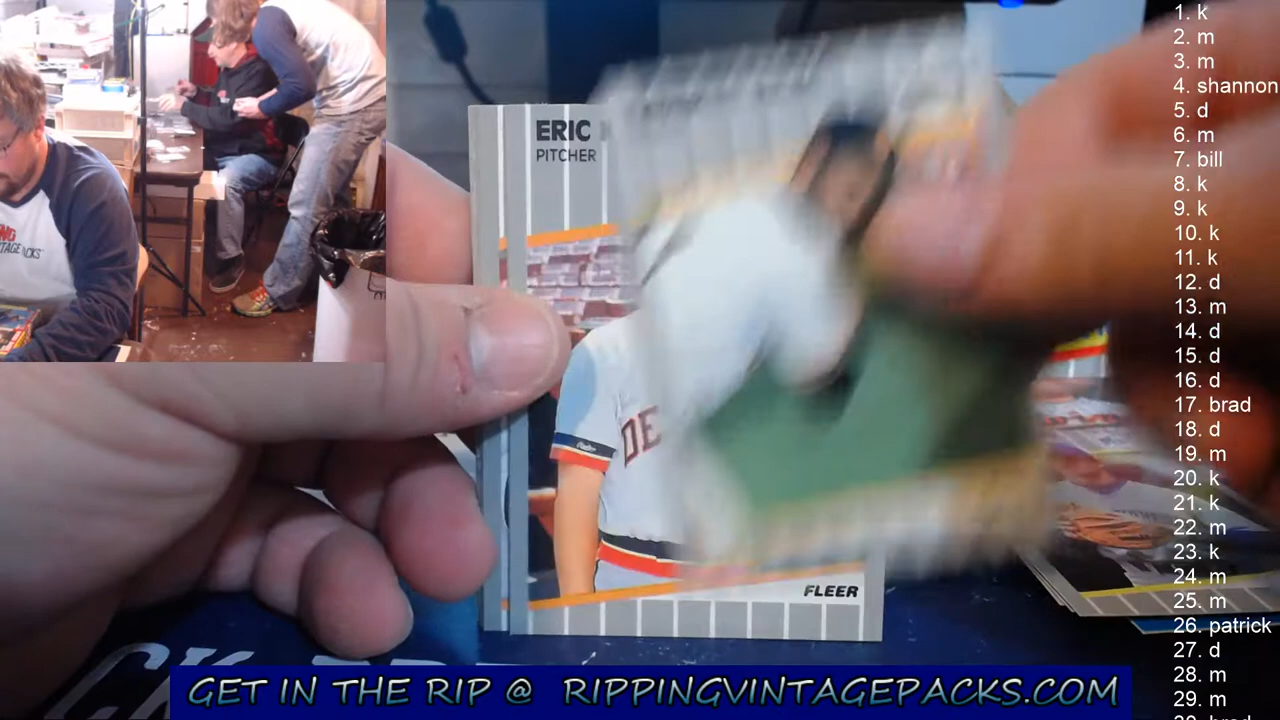 ERIC
PITCHER
DE
FLEER
1. k
2. m
3. m
4. shannon
5. d
6. m
7. bill
8. k
9. k
10. k
11. k
12. d
13. m
14. d
15. d
16. d
17. brad
18. d
19. m
20. k
21. k
22. m
23. k
24. m
25. m
26. patrick
27. d
28. m
29. m
GET IN THE RIP @ RIPPINGVINTAGEPACKS.COM